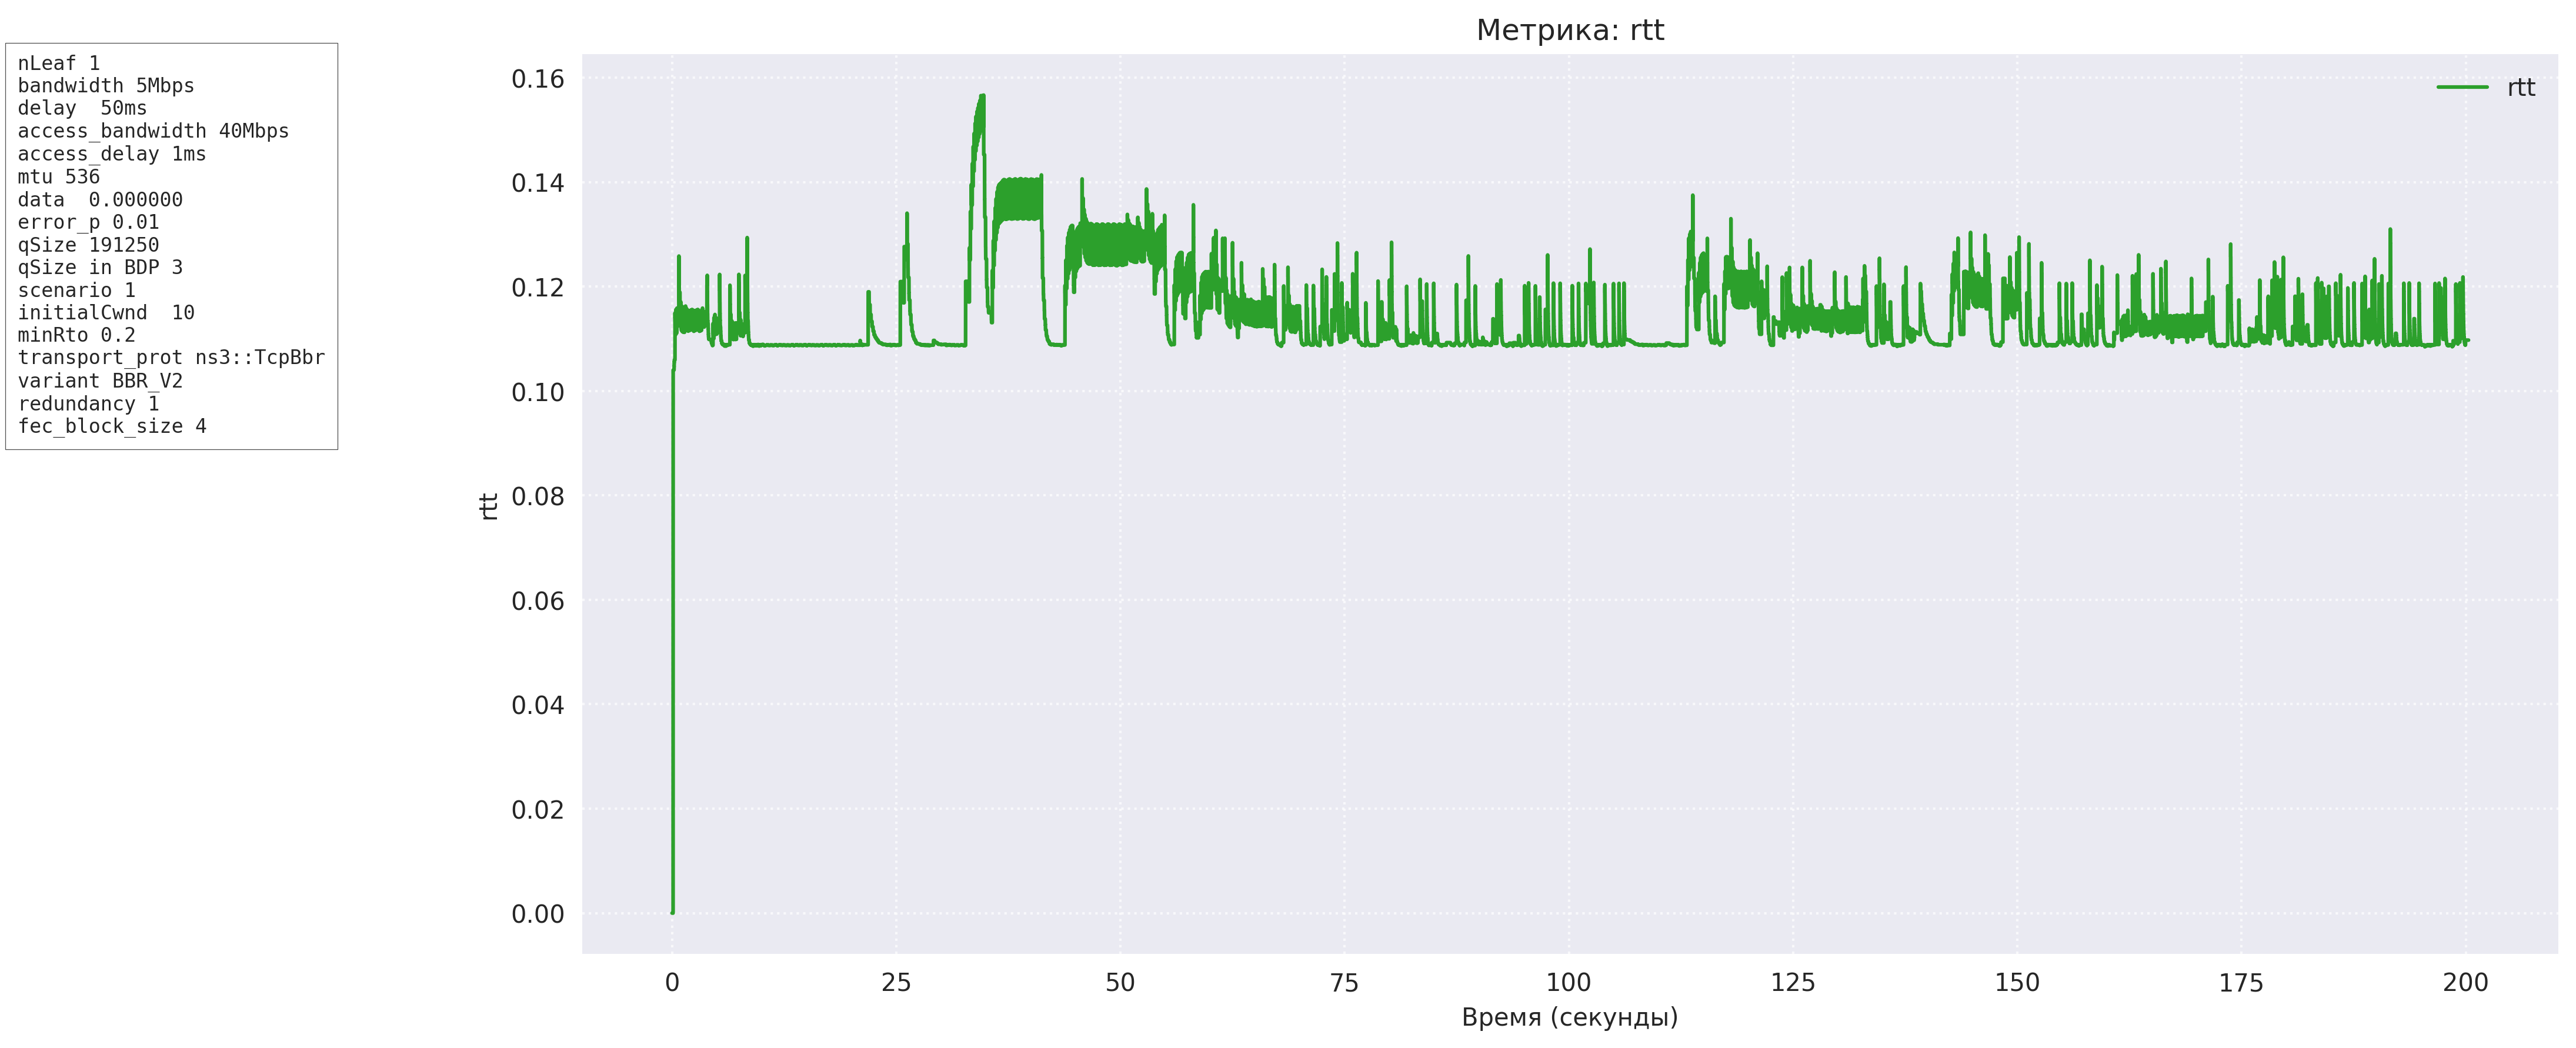 Метрика: rtt
nLeaf 1
bandwidth 5Mbps
delay  50ms
access_bandwidth 40Mbps
access_delay 1ms
mtu 536
data  0.000000
error_p 0.01
qSize 191250
qSize in BDP 3
scenario 1
initialCwnd  10
minRto 0.2
transport_prot ns3::TcpBbr
variant BBR_V2
redundancy 1
fec_block_size 4
rtt
0.16
0.14
0.12
0.10
0.08
0.06
0.04
0.02
0.00
rtt
0 25 50 75 100 125 150 175 200
Время (секунды)